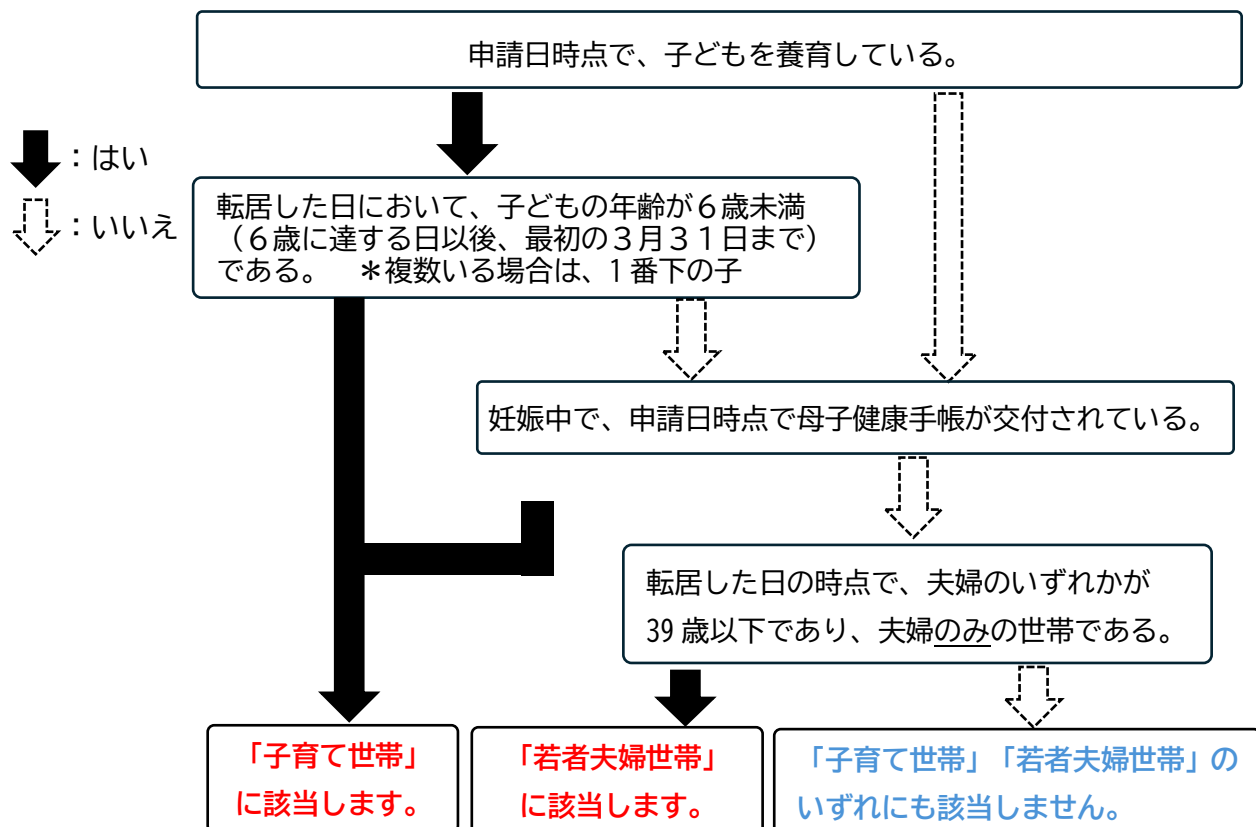 申請日時点で、子どもを養育している。
：はい
：いいえ
転居した日において、子どもの年齢が６歳未満
（６歳に達する日以後、最初の３月３１日まで）
である。　＊複数いる場合は、1番下の子
妊娠中で、申請日時点で母子健康手帳が交付されている。
転居した日の時点で、夫婦のいずれかが
39歳以下であり、夫婦のみの世帯である。
「子育て世帯」
に該当します。
「若者夫婦世帯」
に該当します。
「子育て世帯」「若者夫婦世帯」の
いずれにも該当しません。